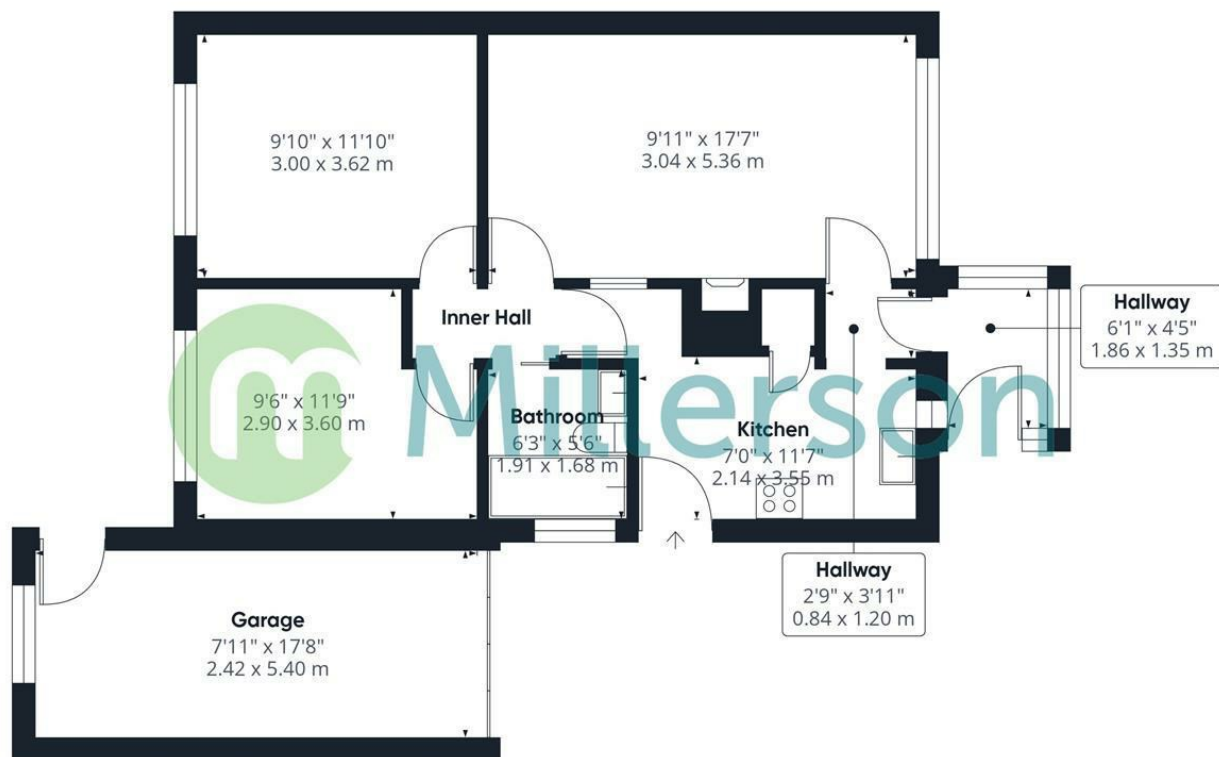 9'10" x 11'10"
3.00 x 3.62 m
9'11" x 17'7"
3.04 x 5.36 m
Inner Hall
Hallway
6'1" x 4'5"
1.86 x 1.35 m
9'6" x 11'9"
2.90 x 3.60 m
m Millerson
Bathroom
6'3" x 5'6"
1.91 x 1.68 m
Kitchen
7'0" x 11'7"
2.14 x 3.55 m
Hallway
2'9" x 3'11"
0.84 x 1.20 m
Garage
7'11" x 17'8"
2.42 x 5.40 m